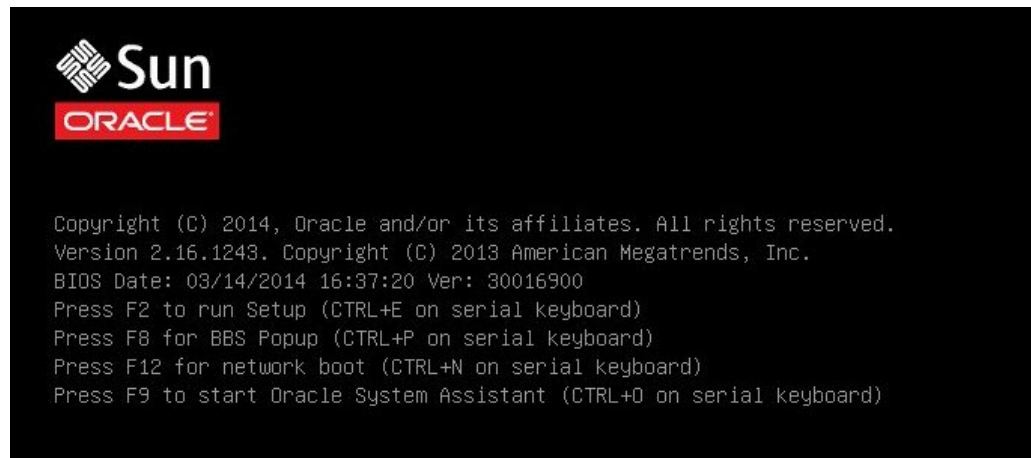 Sun
ORACLE
Copyright (C) 2014, Oracle and/or its affiliates. All rights reserved.
Version 2.16.1243. Copyright (C) 2013 American Megatrends, Inc.
BIOS Date: 03/14/2014 16:37:20 Ver: 30016900
Press F2 to run Setup (CTRL+E on serial keyboard)
Press F8 for BBS Popup (CTRL+P on serial keyboard)
Press F12 for network boot (CTRL+N on serial keyboard)
Press F9 to start Oracle System Assistant (CTRL+O on serial keyboard)